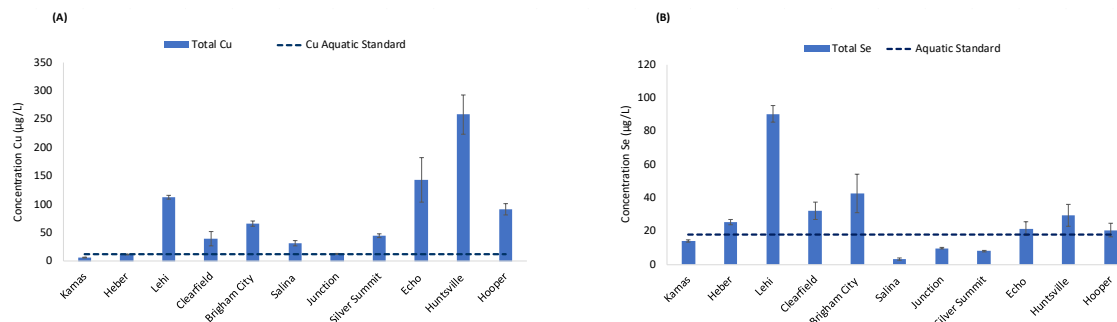 (A)
Total Cu
Cu Aquatic Standard
Concentration Cu (µg/L)
350
300
250
200
150
100
50
0
Kamas
Heber
Lehi
Clearfield
Brigham City
Salina
Junction
Silver Summit
Echo
Huntsville
Hooper
(B)
Total Se
Aquatic Standard
Concentration Se (µg/L)
120
100
80
60
40
20
0
Kamas
Heber
Lehi
Clearfield
Brigham City
Salina
Junction
Silver Summit
Echo
Huntsville
Hooper